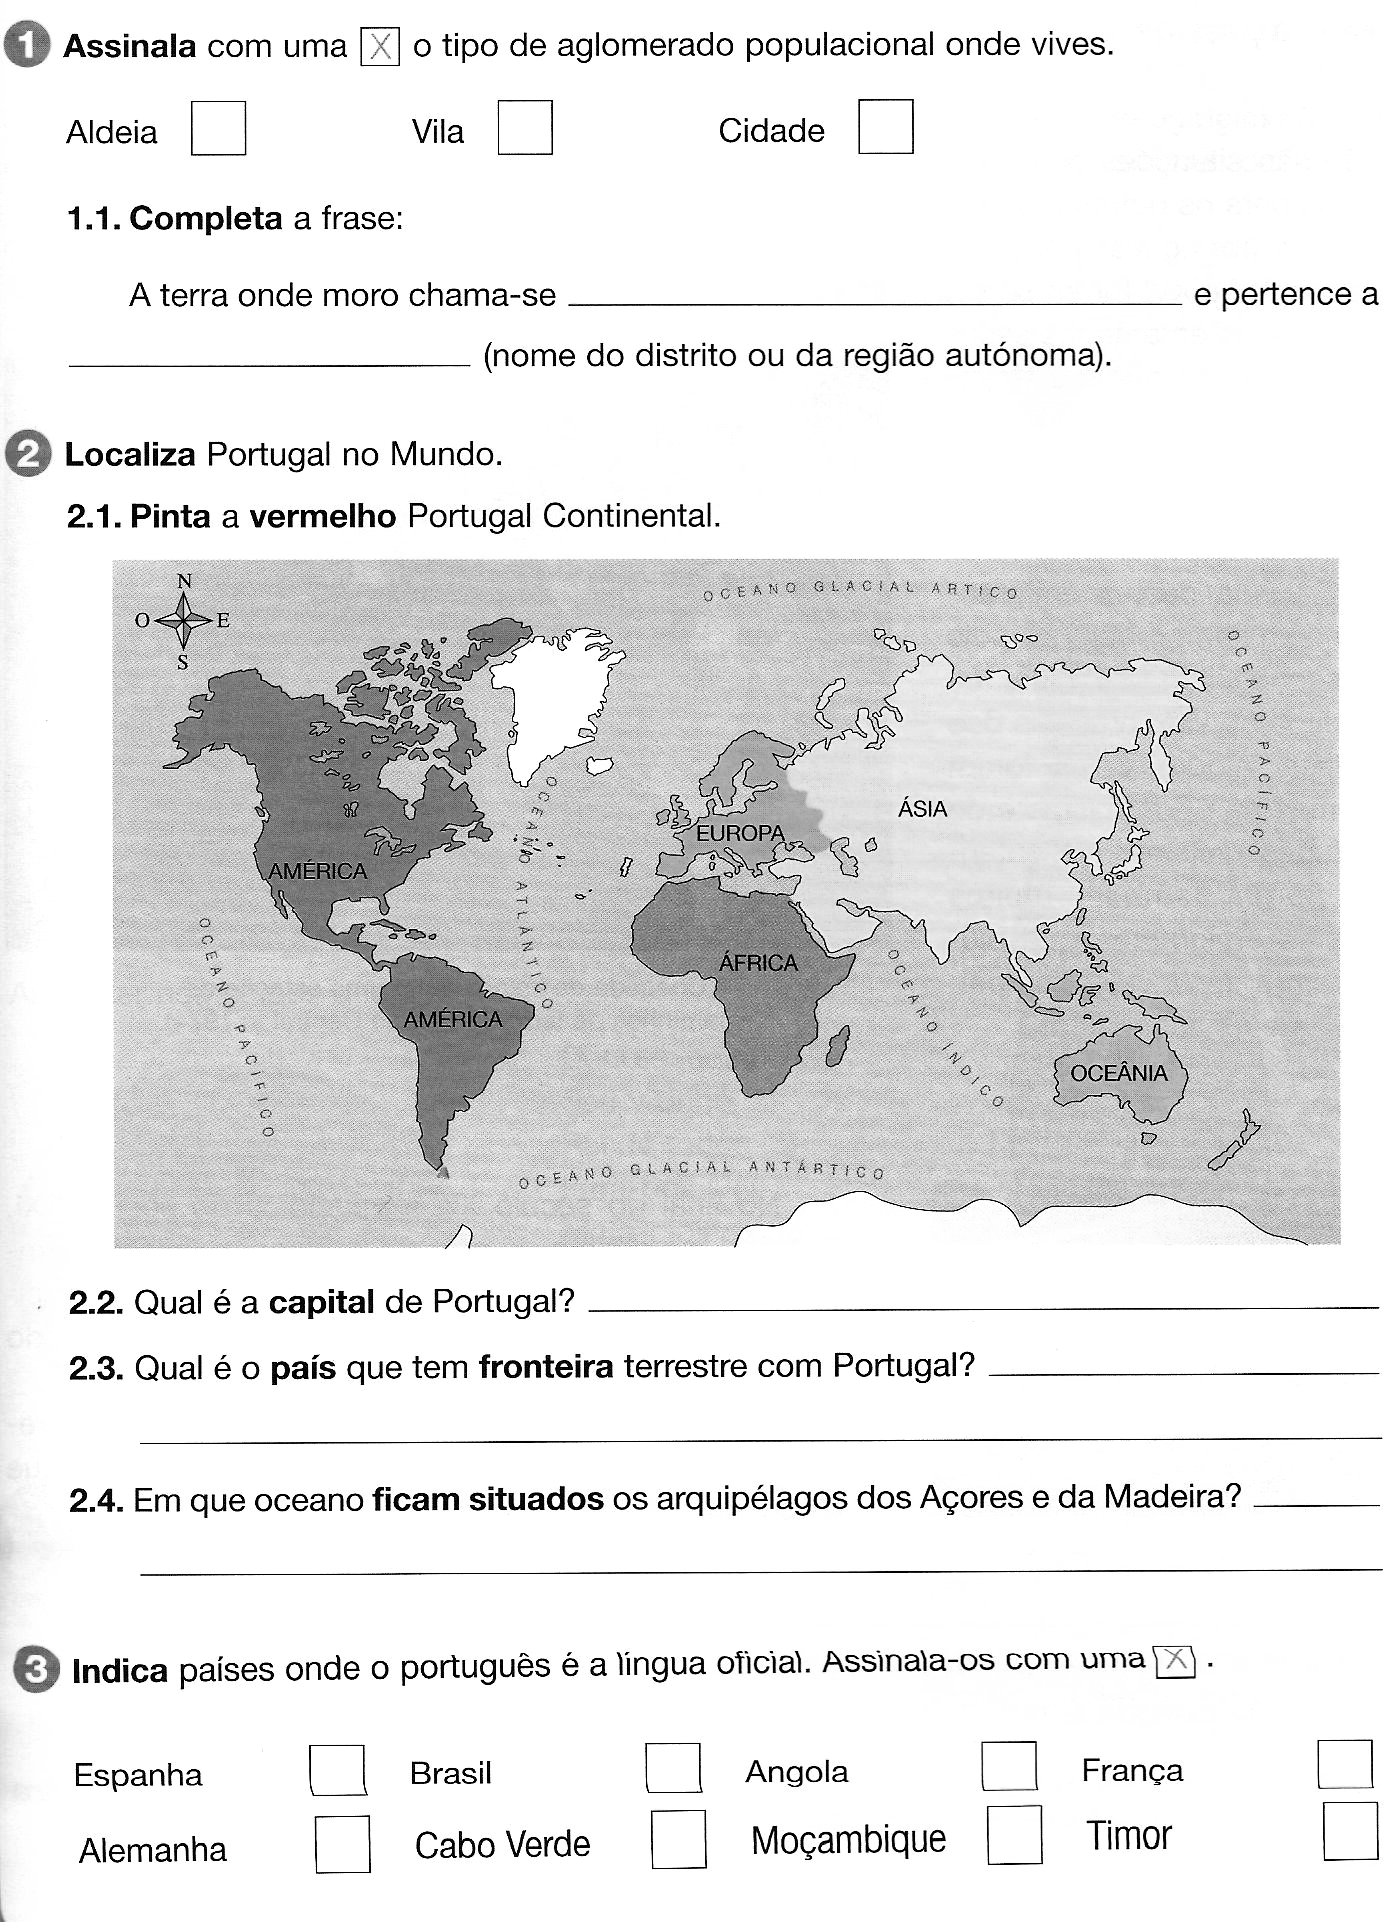 1 Assinala com uma X o tipo de aglomerado populacional onde vives.
Aldeia Vila Cidade
1.1. Completa a frase:
A terra onde moro chama-se e pertence a
(nome do distrito ou da região autónoma).
2 Localiza Portugal no Mundo.
2.1. Pinta a vermelho Portugal Continental.
N
O E
S
OCEANO GLACIAL ÁRTICO
OCEANO PACÍFICO
OCEANO ATLÂNTICO
ÁSIA
EUROPA
AMÉRICA
ÁFRICA
OCEANO PACÍFICO
OCEANO ÍNDICO
AMÉRICA
OCEÂNIA
OCEANO GLACIAL ANTÁRTICO
2.2. Qual é a capital de Portugal?
2.3. Qual é o país que tem fronteira terrestre com Portugal?
2.4. Em que oceano ficam situados os arquipélagos dos Açores e da Madeira?
3 Indica países onde o português é a língua oficial. Assinala-os com uma X .
Espanha Brasil Angola França
Alemanha Cabo Verde Moçambique Timor